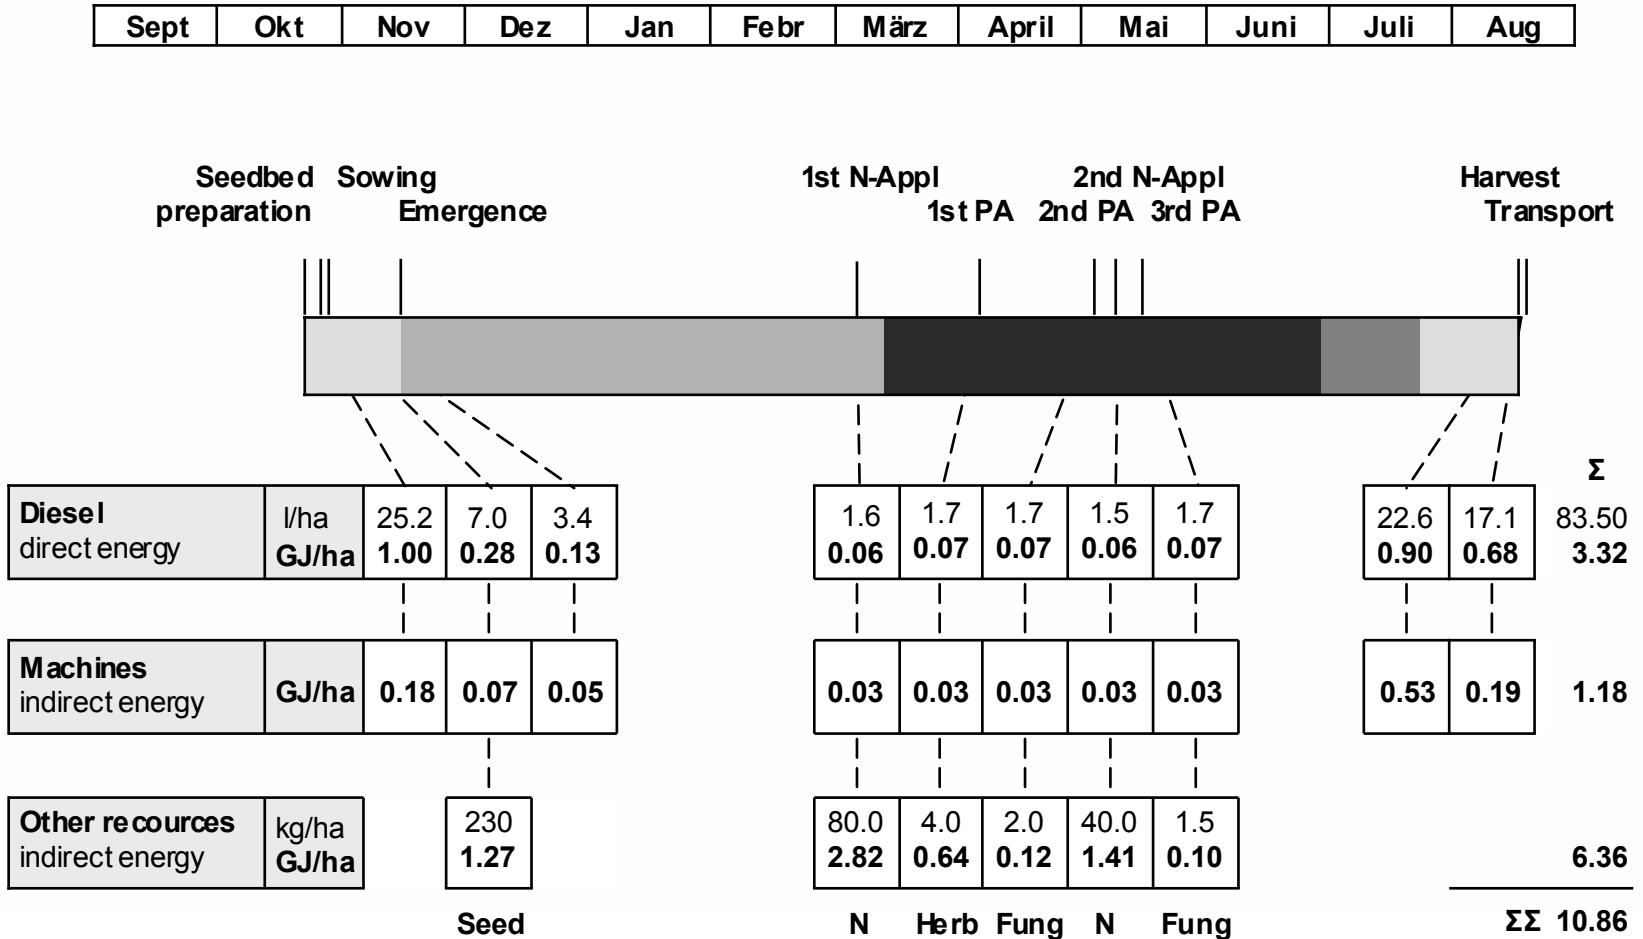 Sept Okt Nov Dez Jan Febr März April Mai Juni Juli Aug
Seedbed Sowing 1st N-Appl 2nd N-Appl Harvest
preparation Emergence 1st PA 2nd PA 3rd PA Transport
Σ
Diesel l/ha 25.2 7.0 3.4 1.6 1.7 1.7 1.5 1.7 22.6 17.1 83.50
direct energy GJ/ha 1.00 0.28 0.13 0.06 0.07 0.07 0.06 0.07 0.90 0.68 3.32
Machines
indirect energy GJ/ha 0.18 0.07 0.05 0.03 0.03 0.03 0.03 0.03 0.53 0.19 1.18
Other recources kg/ha 230 80.0 4.0 2.0 40.0 1.5
indirect energy GJ/ha 1.27 2.82 0.64 0.12 1.41 0.10 6.36
Seed N Herb Fung N Fung ΣΣ 10.86